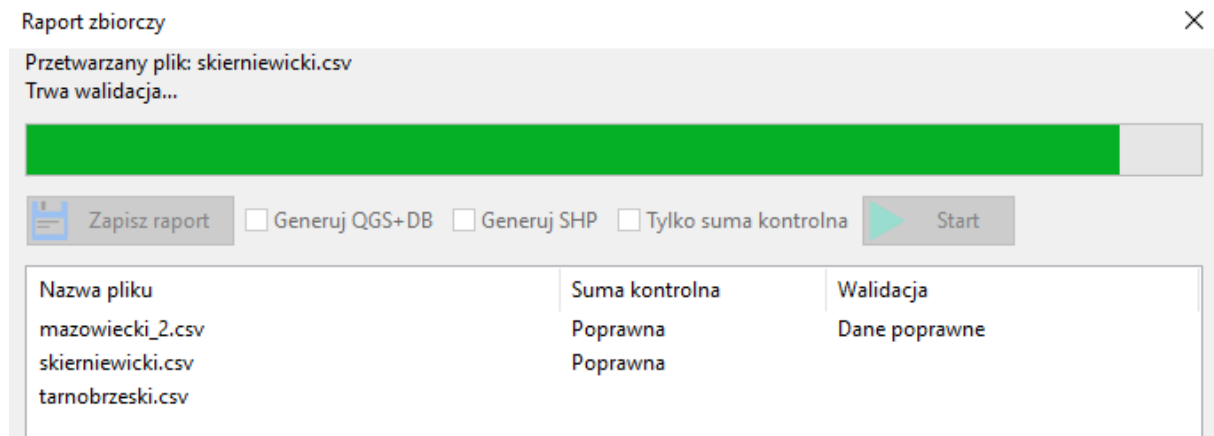 Raport zbiorczy
Przetwarzany plik: skierniewicki.csv
Trwa walidacja...
Zapisz raport Generuj QGS+DB Generuj SHP Tylko suma kontrolna Start
Nazwa pliku Suma kontrolna Walidacja
mazowiecki_2.csv Poprawna Dane poprawne
skierniewicki.csv Poprawna
tarnobrzeski.csv